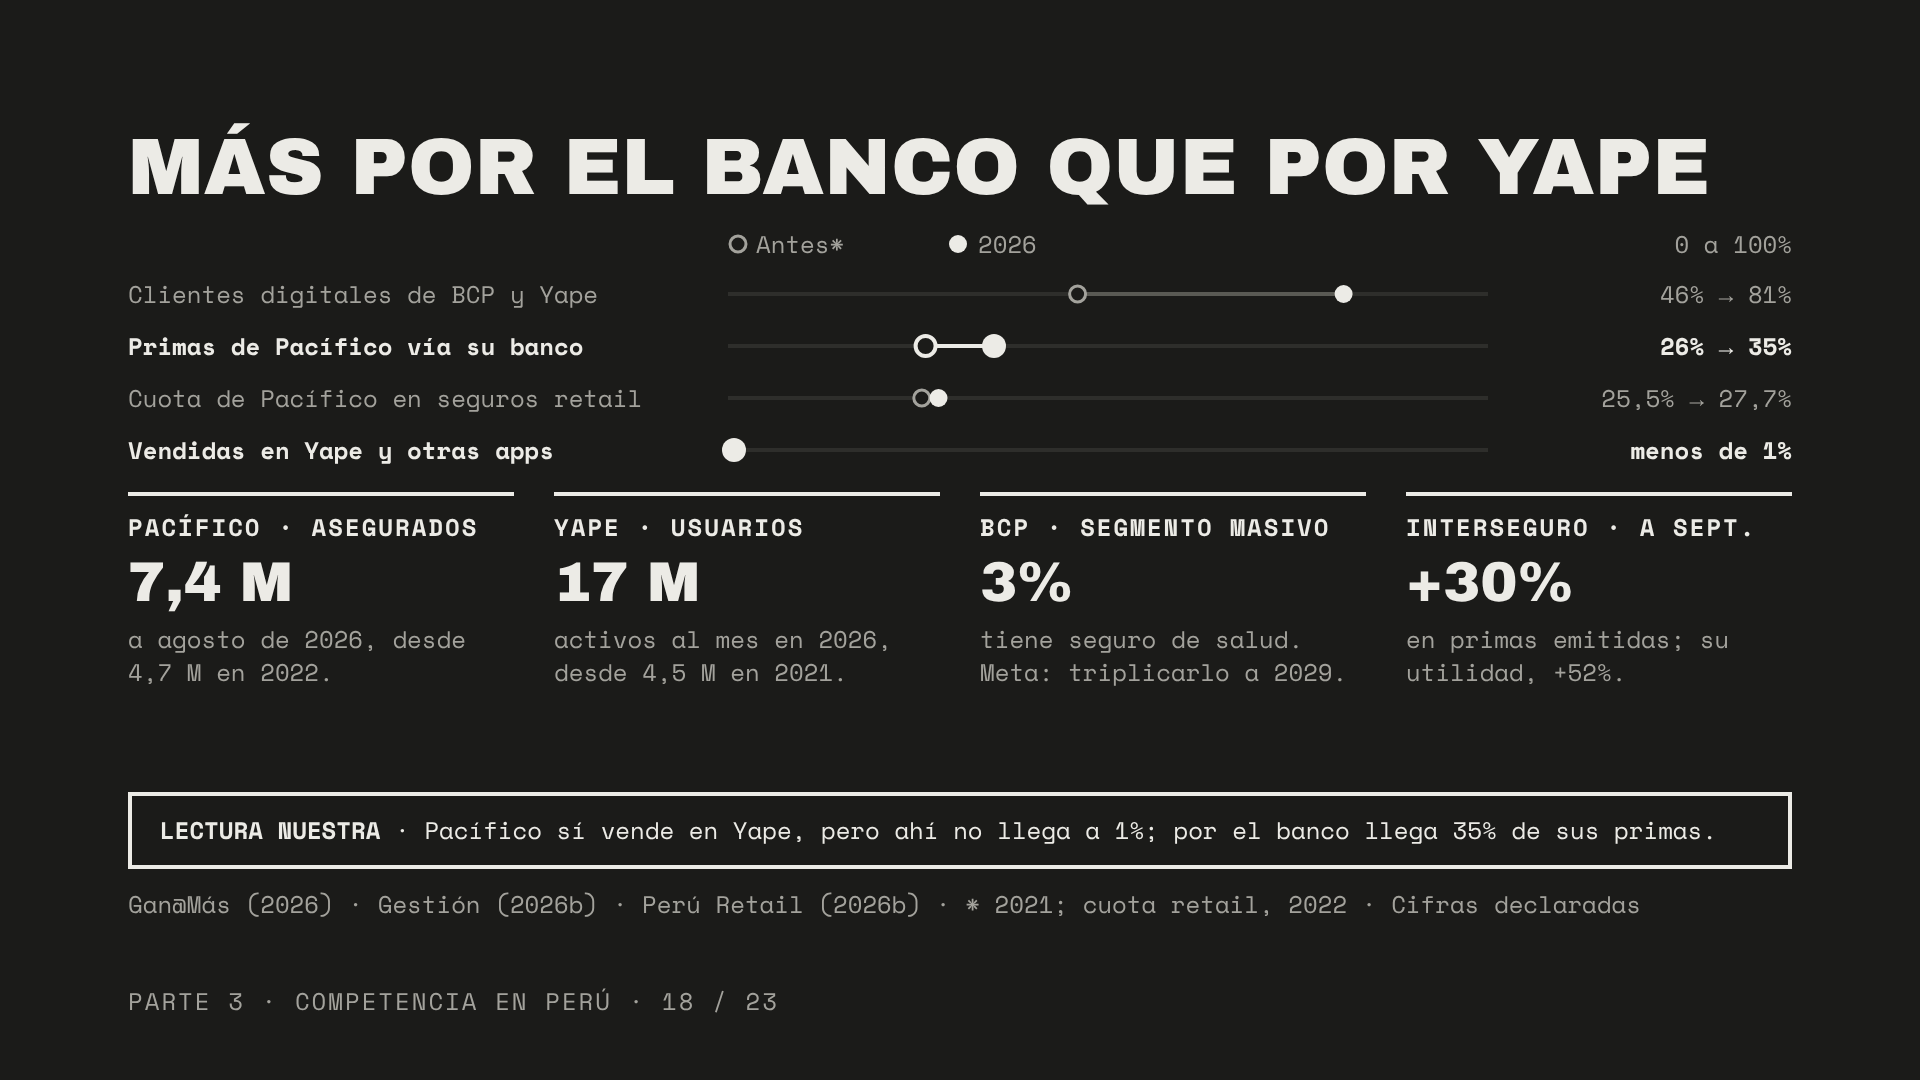 MÁS POR EL BANCO QUE POR YAPE
Antes* 2026 0 a 100%
Clientes digitales de BCP y Yape 46% → 81%
Primas de Pacífico vía su banco 26% → 35%
Cuota de Pacífico en seguros retail 25,5% → 27,7%
Vendidas en Yape y otras apps menos de 1%
PACÍFICO · ASEGURADOS
7,4 M
a agosto de 2026, desde
4,7 M en 2022.
YAPE · USUARIOS
17 M
activos al mes en 2026,
desde 4,5 M en 2021.
BCP · SEGMENTO MASIVO
3%
tiene seguro de salud.
Meta: triplicarlo a 2029.
INTERSEGURO · A SEPT.
+30%
en primas emitidas; su
utilidad, +52%.
LECTURA NUESTRA · Pacífico sí vende en Yape, pero ahí no llega a 1%; por el banco llega 35% de sus primas.
Gan@Más (2026) · Gestión (2026b) · Perú Retail (2026b) · * 2021; cuota retail, 2022 · Cifras declaradas
PARTE 3 · COMPETENCIA EN PERÚ · 18 / 23